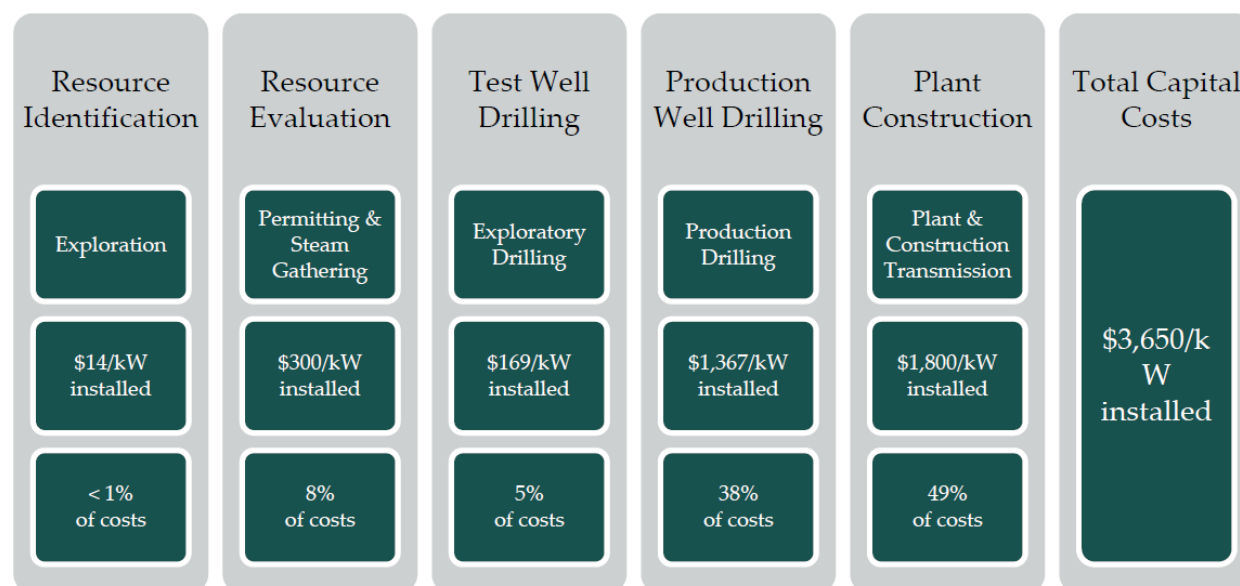 Resource
Identification
Exploration
$14/kW
installed
< 1%
of costs
Resource
Evaluation
Permitting &
Steam
Gathering
$300/kW
installed
8%
of costs
Test Well
Drilling
Exploratory
Drilling
$169/kW
installed
5%
of costs
Production
Well Drilling
Production
Drilling
$1,367/kW
installed
38%
of costs
Plant
Construction
Plant &
Construction
Transmission
$1,800/kW
installed
49%
of costs
Total Capital
Costs
$3,650/k
W
installed